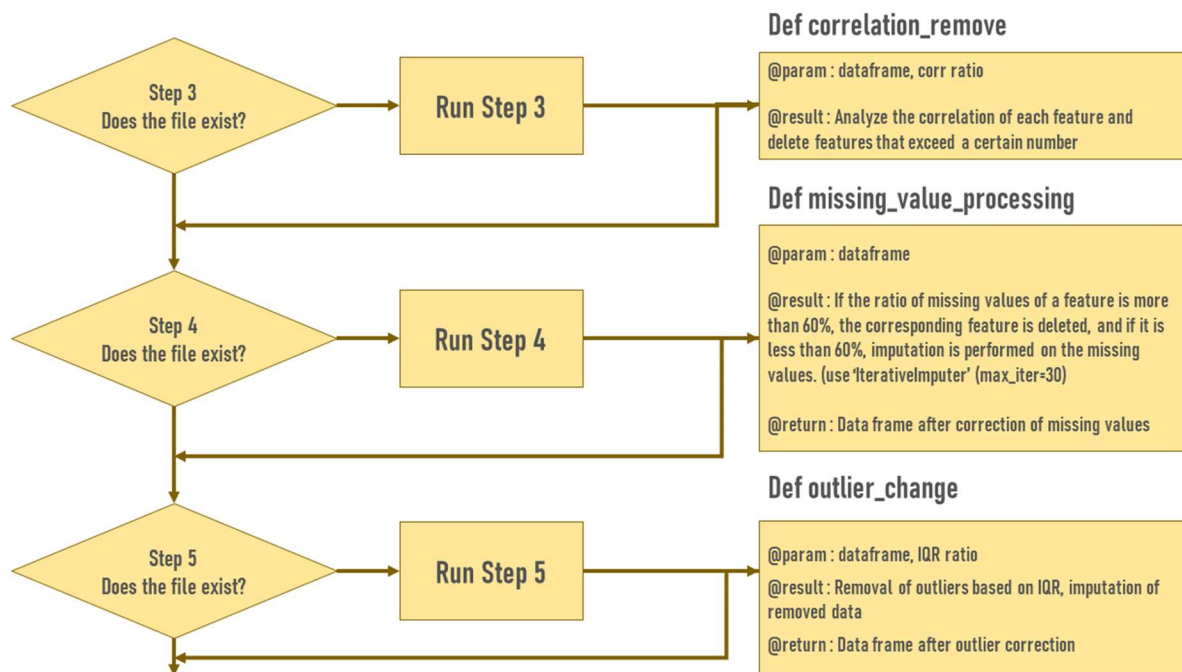 Def correlation_remove
Step 3
Does the file exist?
Run Step 3
@param : dataframe, corr ratio
@result : Analyze the correlation of each feature and
delete features that exceed a certain number
Def missing_value_processing
Step 4
Does the file exist?
Run Step 4
@param : dataframe
@result : If the ratio of missing values of a feature is more
than 60%, the corresponding feature is deleted, and if it is
less than 60%, imputation is performed on the missing
values. (use ‘IterativeImputer’ (max_iter=30)
@return : Data frame after correction of missing values
Def outlier_change
Step 5
Does the file exist?
Run Step 5
@param : dataframe, IQR ratio
@result : Removal of outliers based on IQR, imputation of
removed data
@return : Data frame after outlier correction